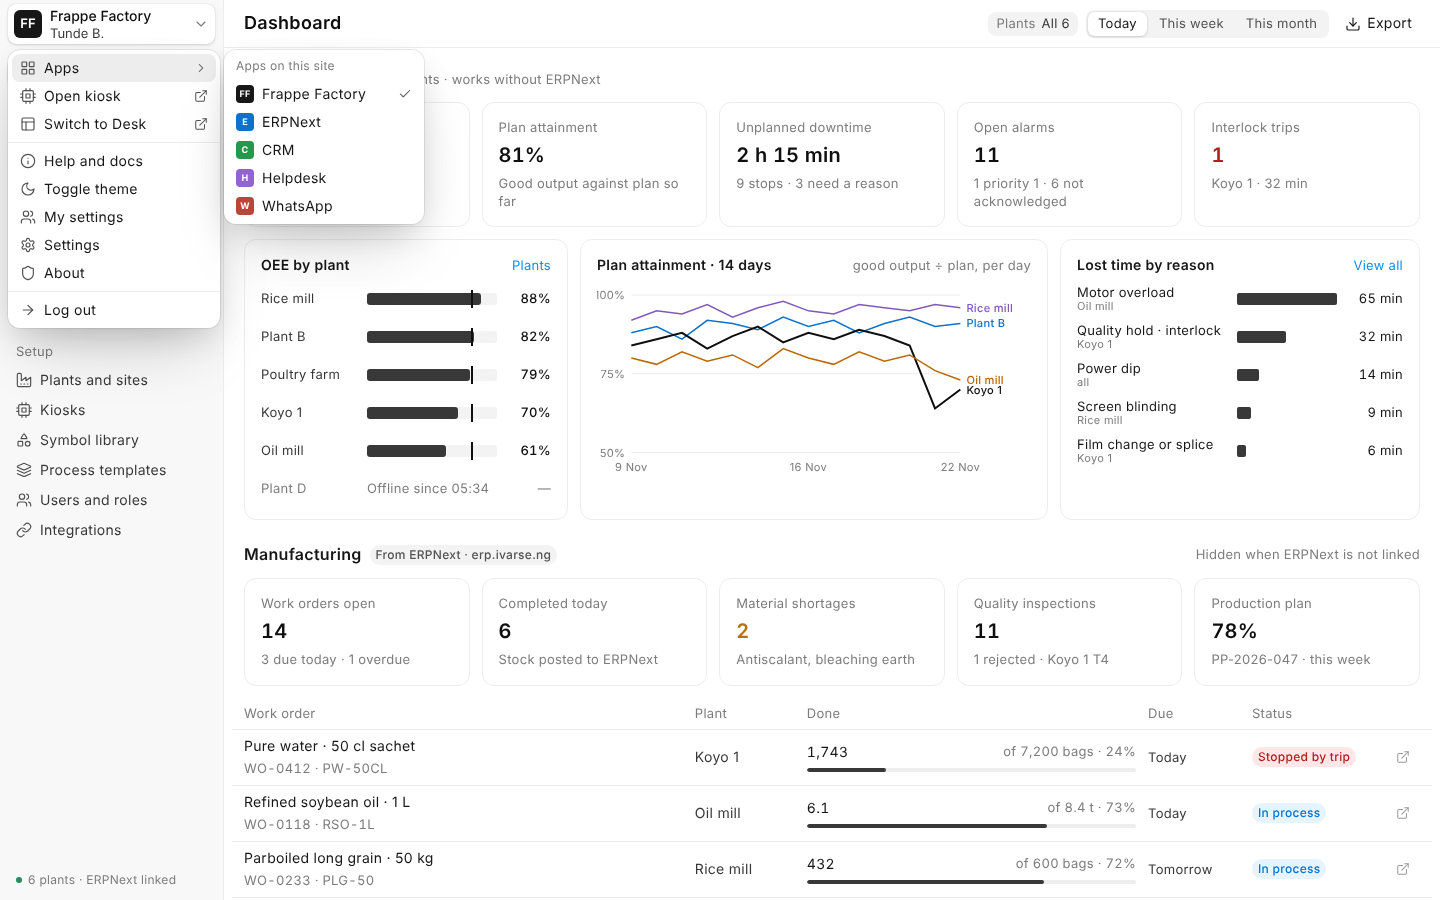 FF
Frappe Factory
Tunde B.
Dashboard
Plants All 6
Today
This week
This month
Export
Apps
Open kiosk
Switch to Desk
Help and docs
Toggle theme
My settings
Settings
About
Log out
Apps on this site
FF Frappe Factory
E ERPNext
C CRM
H Helpdesk
W WhatsApp
· works without ERPNext
Plan attainment
81%
Good output against plan so
far
Unplanned downtime
2 h 15 min
9 stops · 3 need a reason
Open alarms
11
1 priority 1 · 6 not
acknowledged
Interlock trips
1
Koyo 1 · 32 min
Setup
Plants and sites
Kiosks
Symbol library
Process templates
Users and roles
Integrations
6 plants · ERPNext linked
OEE by plant
Plants
Rice mill 88%
Plant B 82%
Poultry farm 79%
Koyo 1 70%
Oil mill 61%
Plant D Offline since 05:34 —
Plan attainment · 14 days
good output ÷ plan, per day
100%
75%
50%
9 Nov
16 Nov
22 Nov
Rice mill
Plant B
Oil mill
Koyo 1
Lost time by reason
View all
Motor overload 65 min
Oil mill
Quality hold · interlock 32 min
Koyo 1
Power dip 14 min
all
Screen blinding 9 min
Rice mill
Film change or splice 6 min
Koyo 1
Manufacturing
From ERPNext · erp.ivarse.ng
Hidden when ERPNext is not linked
Work orders open
14
3 due today · 1 overdue
Completed today
6
Stock posted to ERPNext
Material shortages
2
Antiscalant, bleaching earth
Quality inspections
11
1 rejected · Koyo 1 T4
Production plan
78%
PP-2026-047 · this week
Work order Plant Done Due Status
Pure water · 50 cl sachet
WO-0412 · PW-50CL
Koyo 1
1,743 of 7,200 bags · 24%
Today
Stopped by trip
Refined soybean oil · 1 L
WO-0118 · RSO-1L
Oil mill
6.1 of 8.4 t · 73%
Today
In process
Parboiled long grain · 50 kg
WO-0233 · PLG-50
Rice mill
432 of 600 bags · 72%
Tomorrow
In process